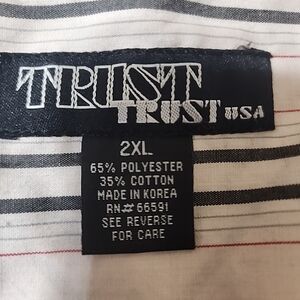 TRUST
TRUST USA
2XL
65% POLYESTER
35% COTTON
MADE IN KOREA
RN# 66591
SEE REVERSE
FOR CARE